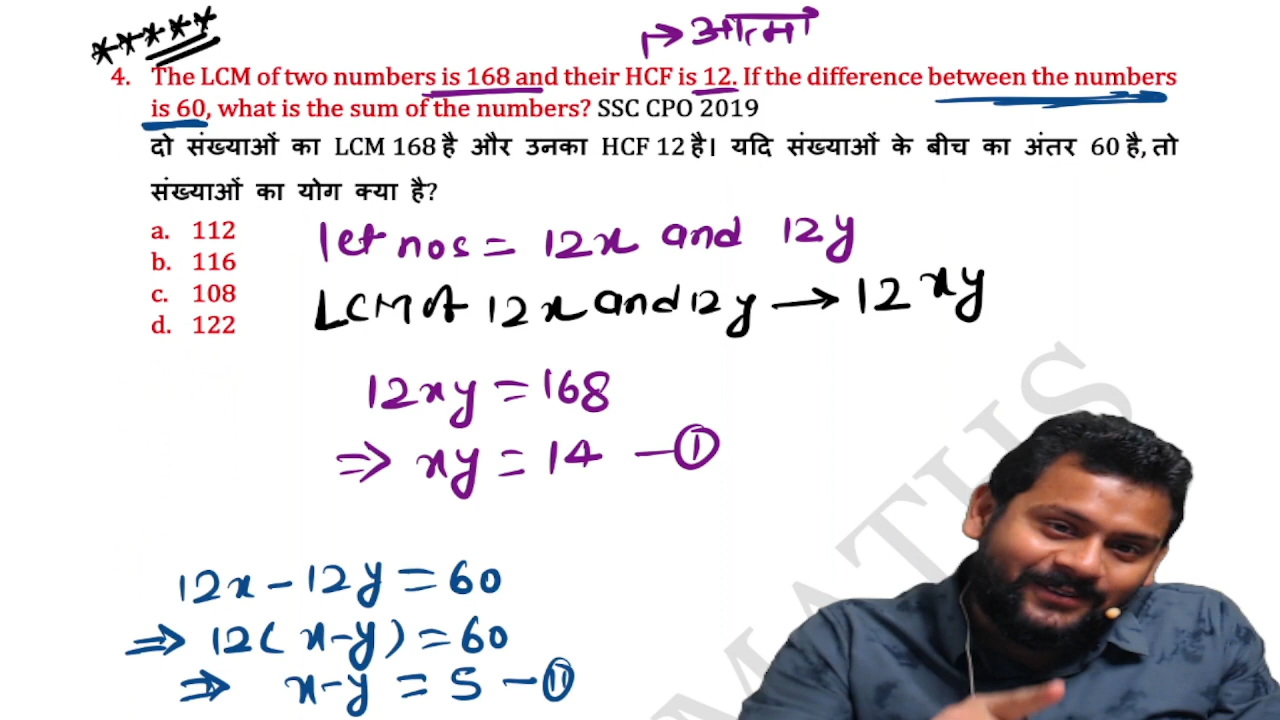 *****
→ आत्मा
4. The LCM of two numbers is 168 and their HCF is 12. If the difference between the numbers
is 60, what is the sum of the numbers? SSC CPO 2019
दो संख्याओं का LCM 168 है और उनका HCF 12 है। यदि संख्याओं के बीच का अंतर 60 है, तो
संख्याओं का योग क्या है?
a. 112
b. 116
c. 108
d. 122
let nos = 12x and 12y
LCM of 12x and 12y → 12xy
12xy = 168
⇒ xy = 14 — Ⓘ
12x - 12y = 60
⇒ 12(x-y) = 60
⇒ x-y = 5 — Ⓘ Ⓘ
MATHS